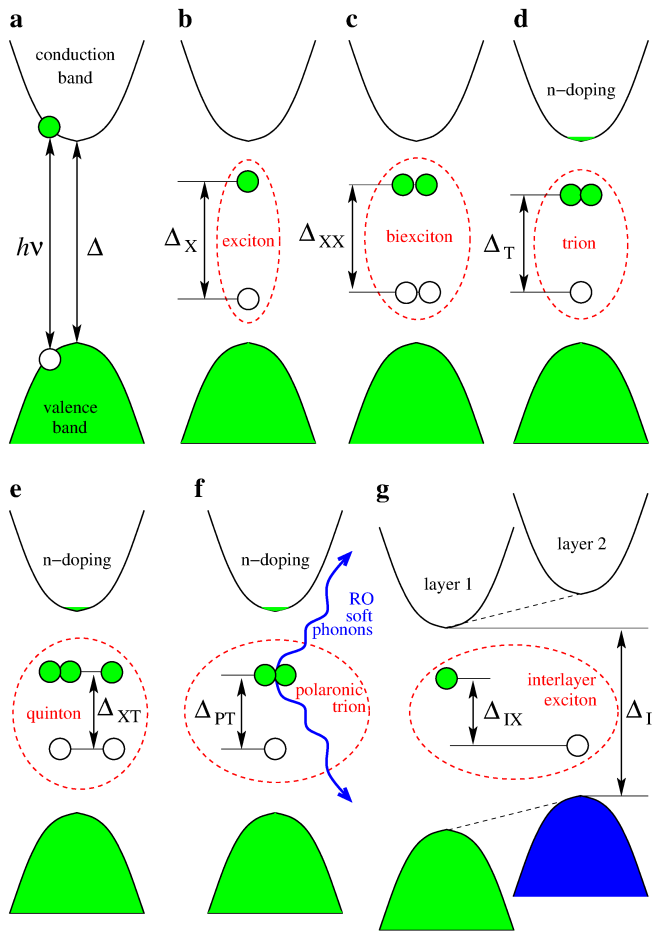 a
b
c
d
conduction
band
n−doping
hν
Δ
Δ X
exciton
Δ XX
biexciton
Δ T
trion
valence
band
e
f
g
n−doping
n−doping
layer 1
layer 2
RO
soft
phonons
quinton
Δ XT
Δ PT
polaronic
trion
Δ IX
interlayer
exciton
Δ I